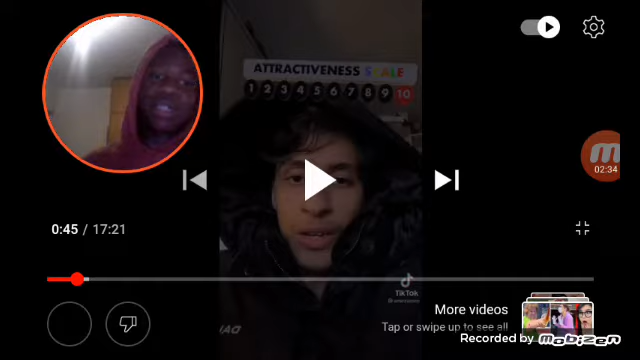 ATTRACTIVENESS SCALE
1 2 3 4 5 6 7 8 9 10
02:34
0:45 / 17:21
TikTok
More videos
Tap or swipe up to see all
Recorded by mobizen